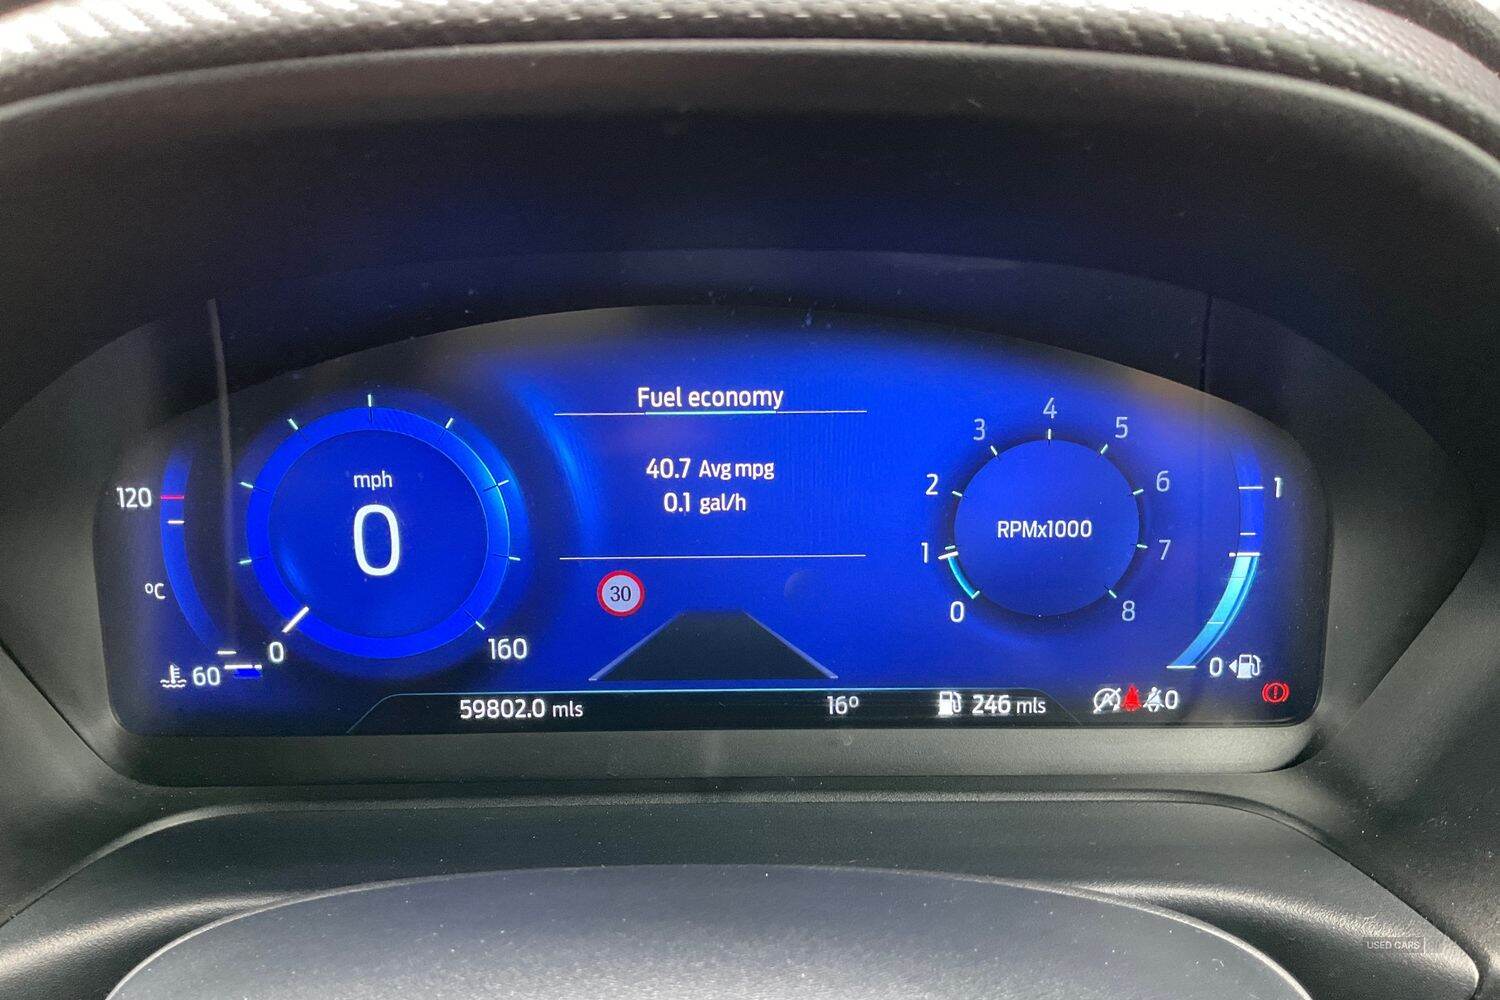 Fuel economy
40.7 Avg mpg
0.1 gal/h
mph
0
0
160
120
°C
60
30
RPMx1000
0
1
2
3
4
5
6
7
8
1
0
59802.0 mls
16°
246 mls
0
USED CARS